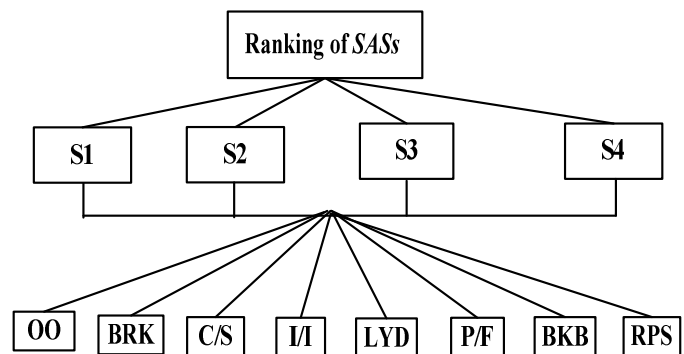 Ranking of SASs
S1 S2 S3 S4
OO BRK C/S I/I LYD P/F BKB RPS